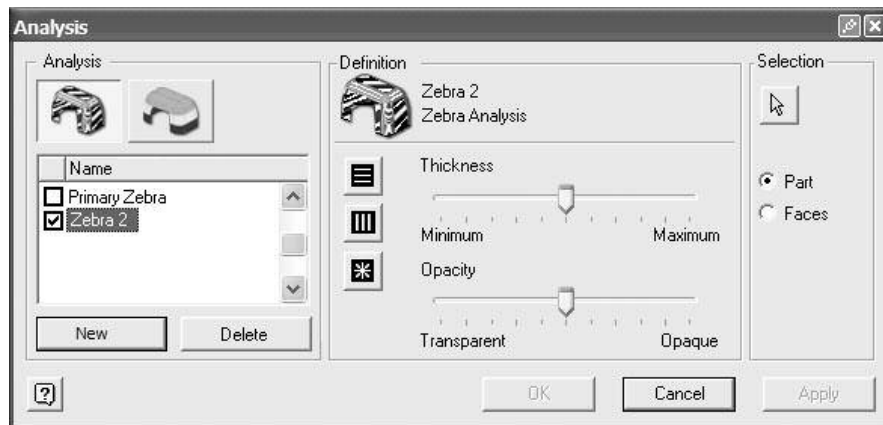 Analysis
Analysis
Name
Primary Zebra
Zebra 2
New
Delete
Definition
Zebra 2
Zebra Analysis
Thickness
Minimum Maximum
Opacity
Transparent Opaque
Selection
Part
Faces
?
OK Cancel Apply